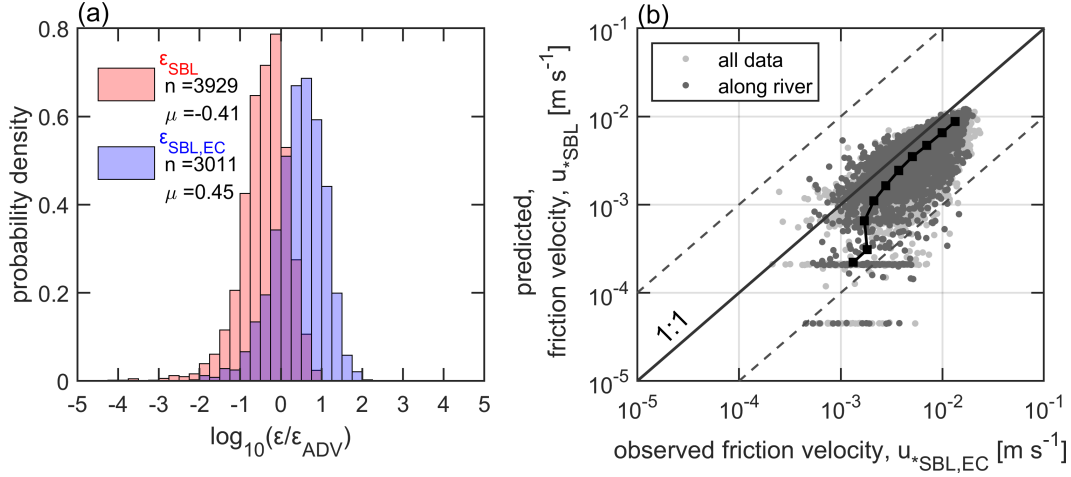 (a)
0.8
0.6
0.4
0.2
0
probability density
ε_SBL
n =3929
μ =-0.41
ε_SBL,EC
n =3011
μ 0.45
-5 -4 -3 -2 -1 0 1 2 3 4 5
log₁₀(ε/ε_ADV)
(b)
10⁻¹
10⁻²
10⁻³
10⁻⁴
10⁻⁵
predicted,
friction velocity, u_*SBL [m s⁻¹]
all data
along river
1:1
10⁻⁵ 10⁻⁴ 10⁻³ 10⁻² 10⁻¹
observed friction velocity, u_*SBL,EC [m s⁻¹]